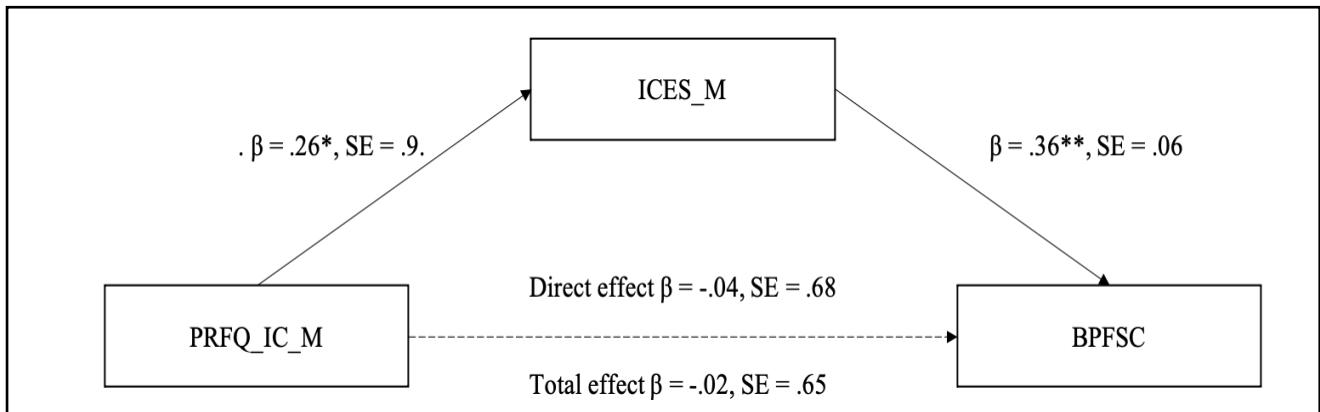 ICES_M
. β = .26*, SE = .9.
β = .36**, SE = .06
Direct effect β = -.04, SE = .68
PRFQ_IC_M
BPFSC
Total effect β = -.02, SE = .65